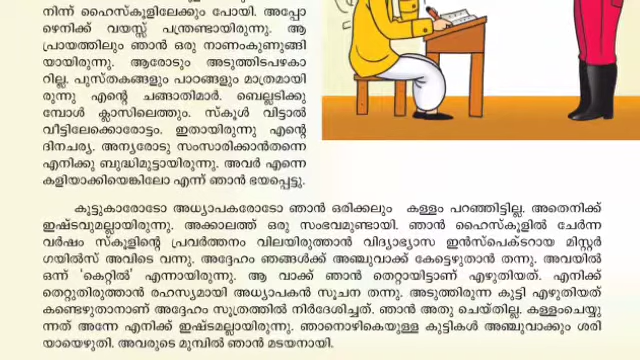 നിന്ന് ഹൈസ്കൂളിലേക്കും പോയി. അപ്പോ
ഴെനിക്ക് വയസ്സ് പന്ത്രണ്ടായിരുന്നു. ആ
പ്രായത്തിലും ഞാൻ ഒരു നാണംകുണുങ്ങി
യായിരുന്നു. ആരോടും അടുത്തിടപഴകാ
റില്ല. പുസ്തകങ്ങളും പാഠങ്ങളും മാത്രമായി
രുന്നു എന്റെ ചങ്ങാതിമാർ. ബെല്ലടിക്കു
മ്പോൾ ക്ലാസിലെത്തും. സ്കൂൾ വിട്ടാൽ
വീട്ടിലേക്കൊരോട്ടം. ഇതായിരുന്നു എന്റെ
ദിനചര്യ. അന്യരോടു സംസാരിക്കാൻതന്നെ
എനിക്കു ബുദ്ധിമുട്ടായിരുന്നു. അവർ എന്നെ
കളിയാക്കിയെങ്കിലോ എന്ന് ഞാൻ ഭയപ്പെട്ടു.
കൂട്ടുകാരോടോ അധ്യാപകരോടോ ഞാൻ ഒരിക്കലും കള്ളം പറഞ്ഞിട്ടില്ല. അതെനിക്ക്
ഇഷ്ടവുമല്ലായിരുന്നു. അക്കാലത്ത് ഒരു സംഭവമുണ്ടായി. ഞാൻ ഹൈസ്കൂളിൽ ചേർന്ന
വർഷം സ്കൂളിന്റെ പ്രവർത്തനം വിലയിരുത്താൻ വിദ്യാഭ്യാസ ഇൻസ്പെക്ടറായ മിസ്റ്റർ
ഗയിൽസ് അവിടെ വന്നു. അദ്ദേഹം ഞങ്ങൾക്ക് അഞ്ചുവാക്ക് കേട്ടെഴുതാൻ തന്നു. അവയിൽ
ഒന്ന് 'കെറ്റിൽ' എന്നായിരുന്നു. ആ വാക്ക് ഞാൻ തെറ്റായിട്ടാണ് എഴുതിയത്. എനിക്ക്
തെറ്റുതിരുത്താൻ രഹസ്യമായി അധ്യാപകൻ സൂചന തന്നു. അടുത്തിരുന്ന കുട്ടി എഴുതിയത്
കണ്ടെഴുതാനാണ് അദ്ദേഹം സൂത്രത്തിൽ നിർദേശിച്ചത്. ഞാൻ അതു ചെയ്തില്ല. കള്ളംചെയ്യു
ന്നത് അന്നേ എനിക്ക് ഇഷ്ടമല്ലായിരുന്നു. ഞാനൊഴികെയുള്ള കുട്ടികൾ അഞ്ചുവാക്കും ശരി
യായെഴുതി. അവരുടെ മുമ്പിൽ ഞാൻ മടയനായി.